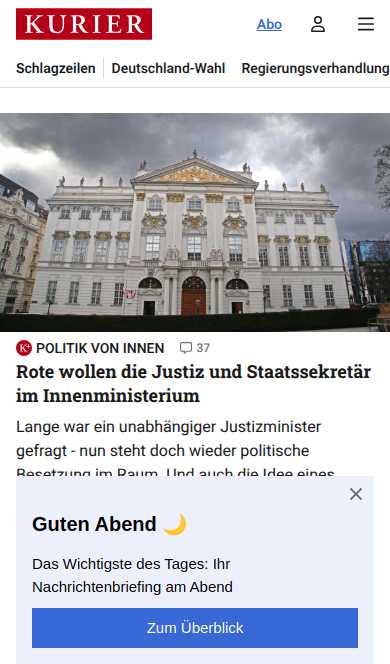 KURIER
Abo
Schlagzeilen
Deutschland-Wahl
Regierungsverhandlung
K+ POLITIK VON INNEN 37
Rote wollen die Justiz und Staatssekretär
im Innenministerium
Lange war ein unabhängiger Justizminister
gefragt - nun steht doch wieder politische
Besetzung im Raum. Und auch die Idee eines
Guten Abend 🌙
Das Wichtigste des Tages: Ihr
Nachrichtenbriefing am Abend
Zum Überblick